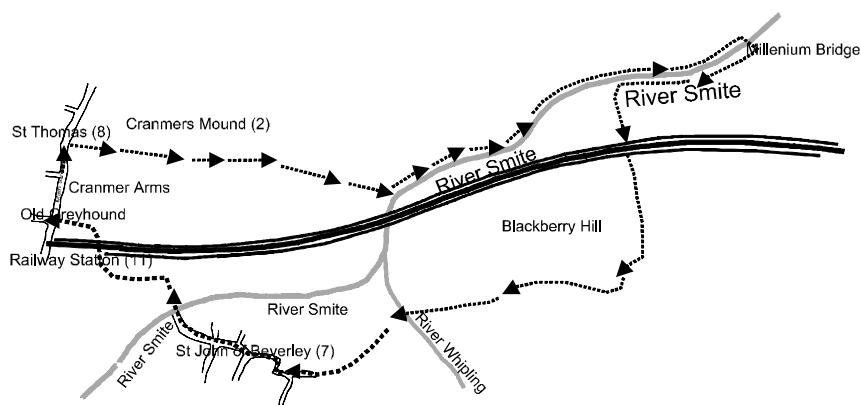 Millenium Bridge
River Smite
St Thomas (8)
Cranmers Mound (2)
River Smite
Cranmer Arms
Old Greyhound
Blackberry Hill
Railway Station (11)
River Smite
River Smite
St John of Beverley (7)
River Whipling